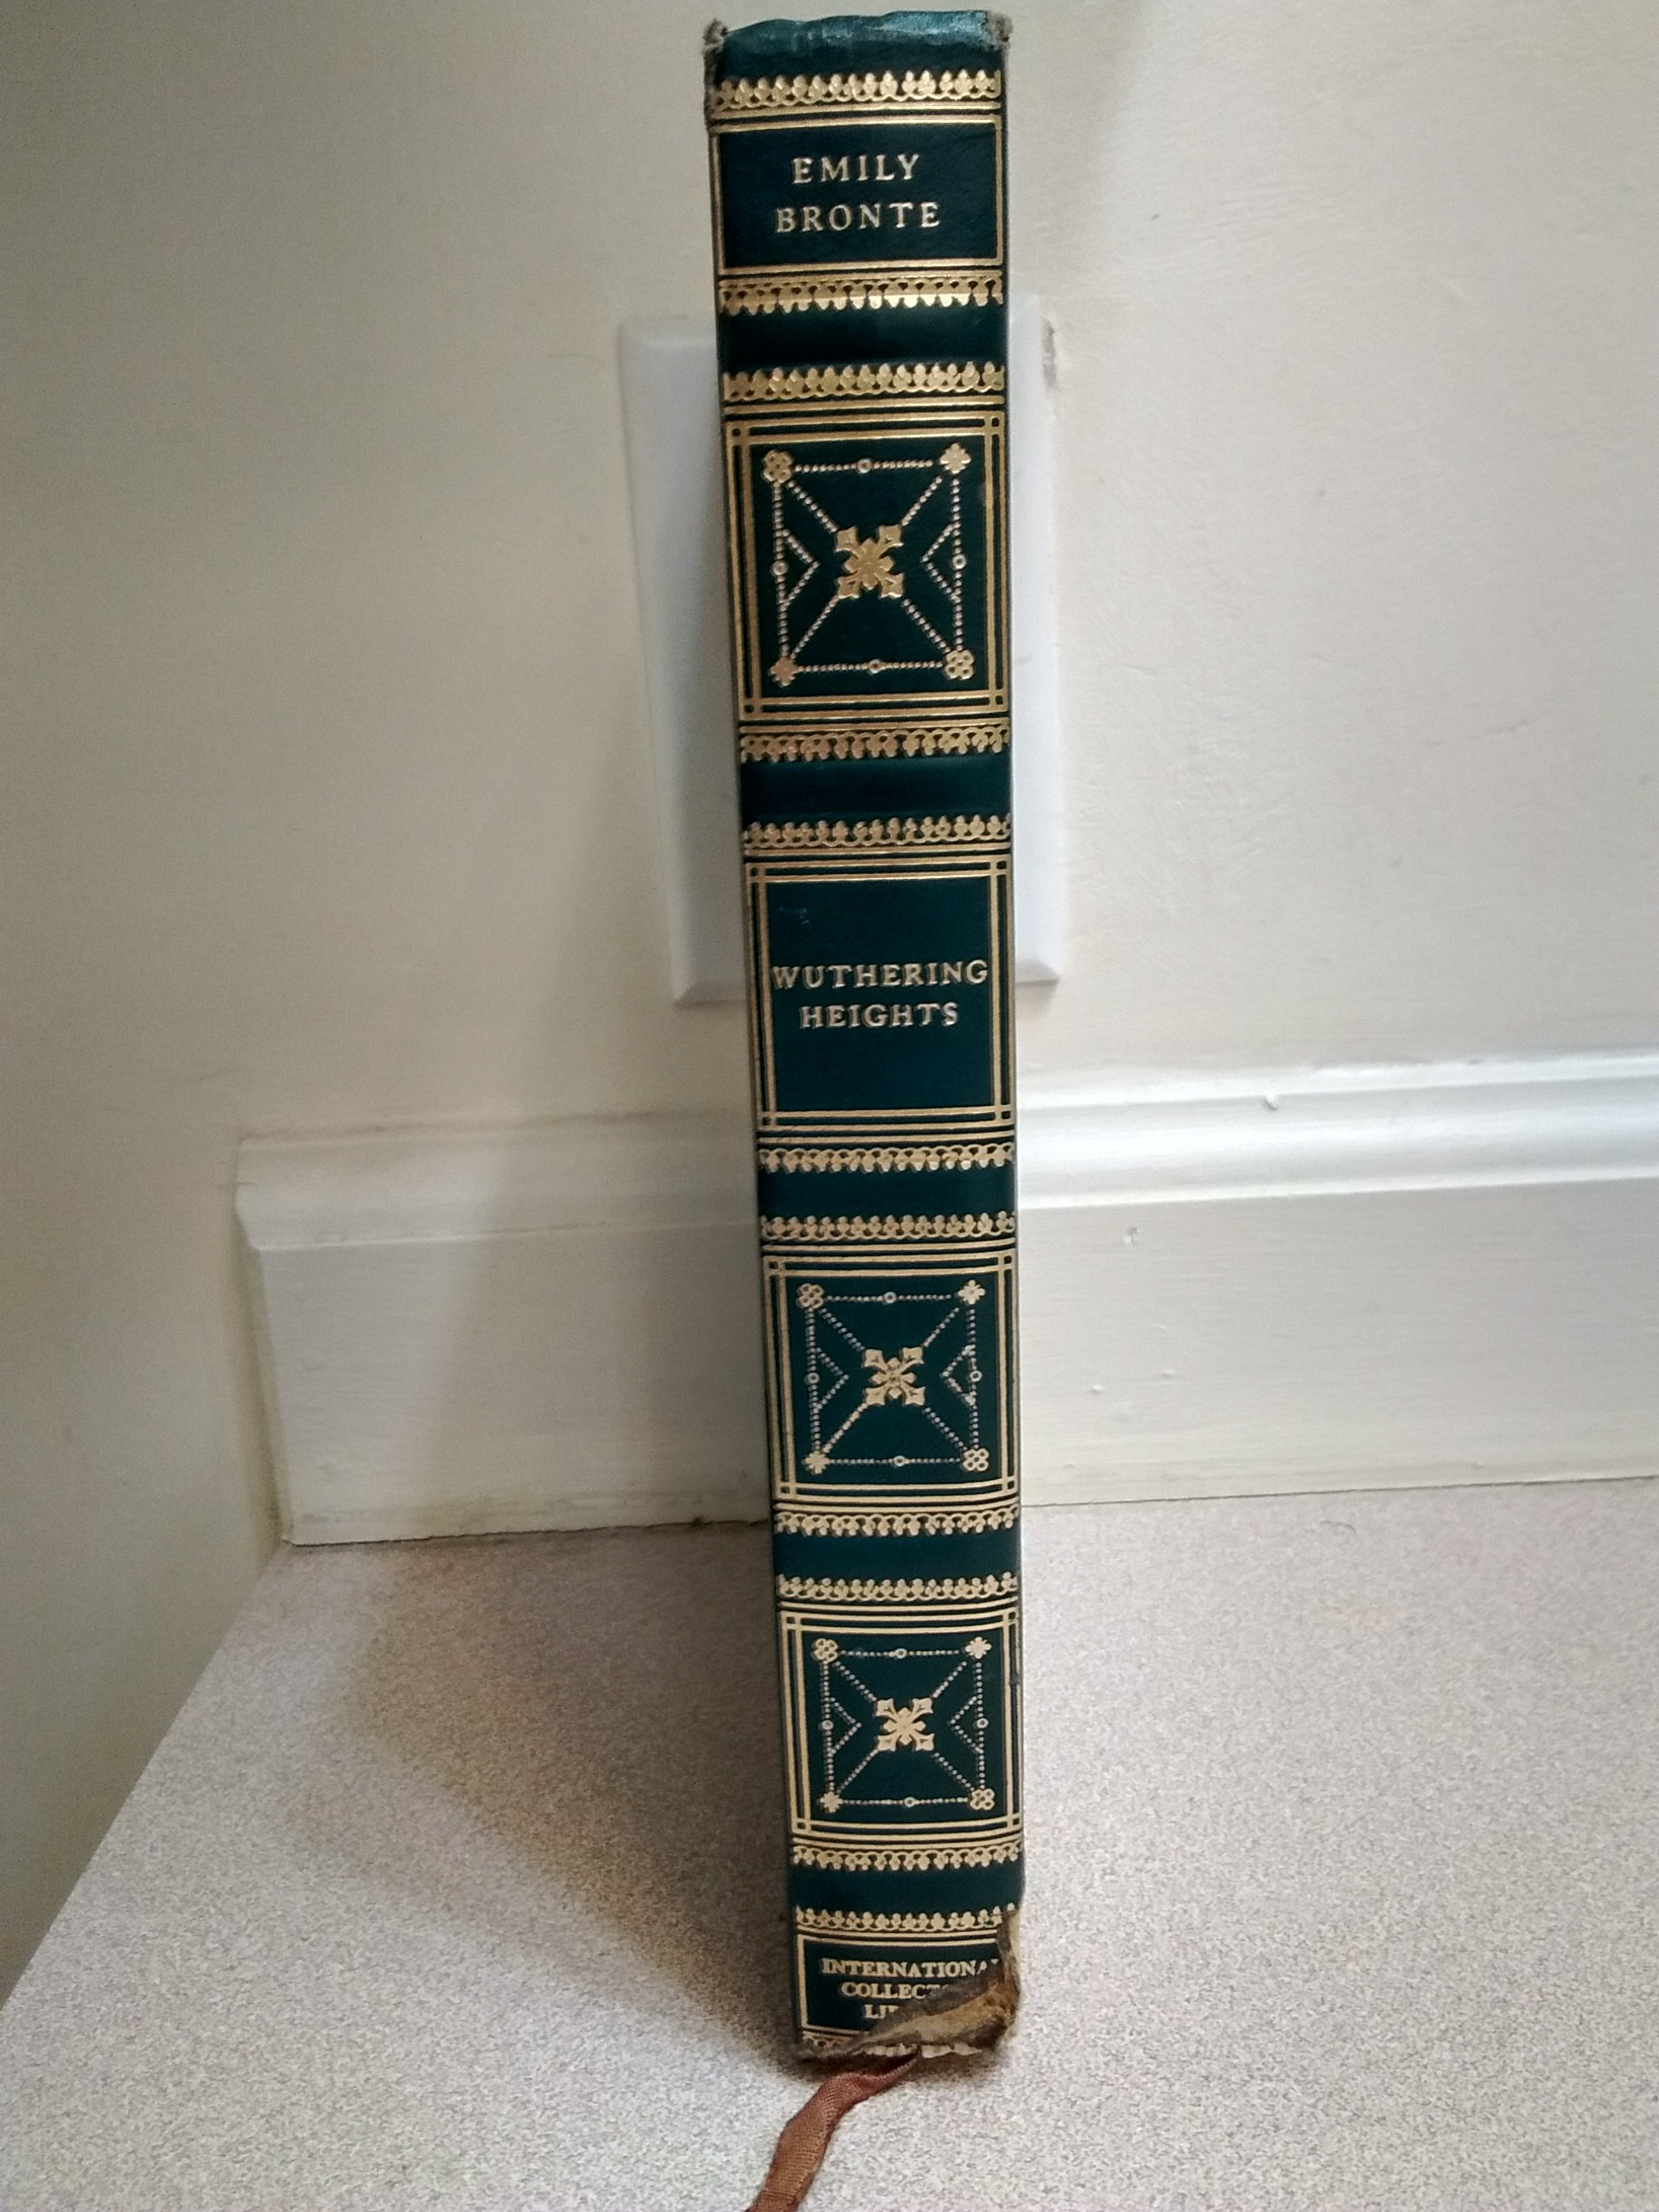 EMILY
BRONTE
WUTHERING
HEIGHTS
INTERNATIONAL